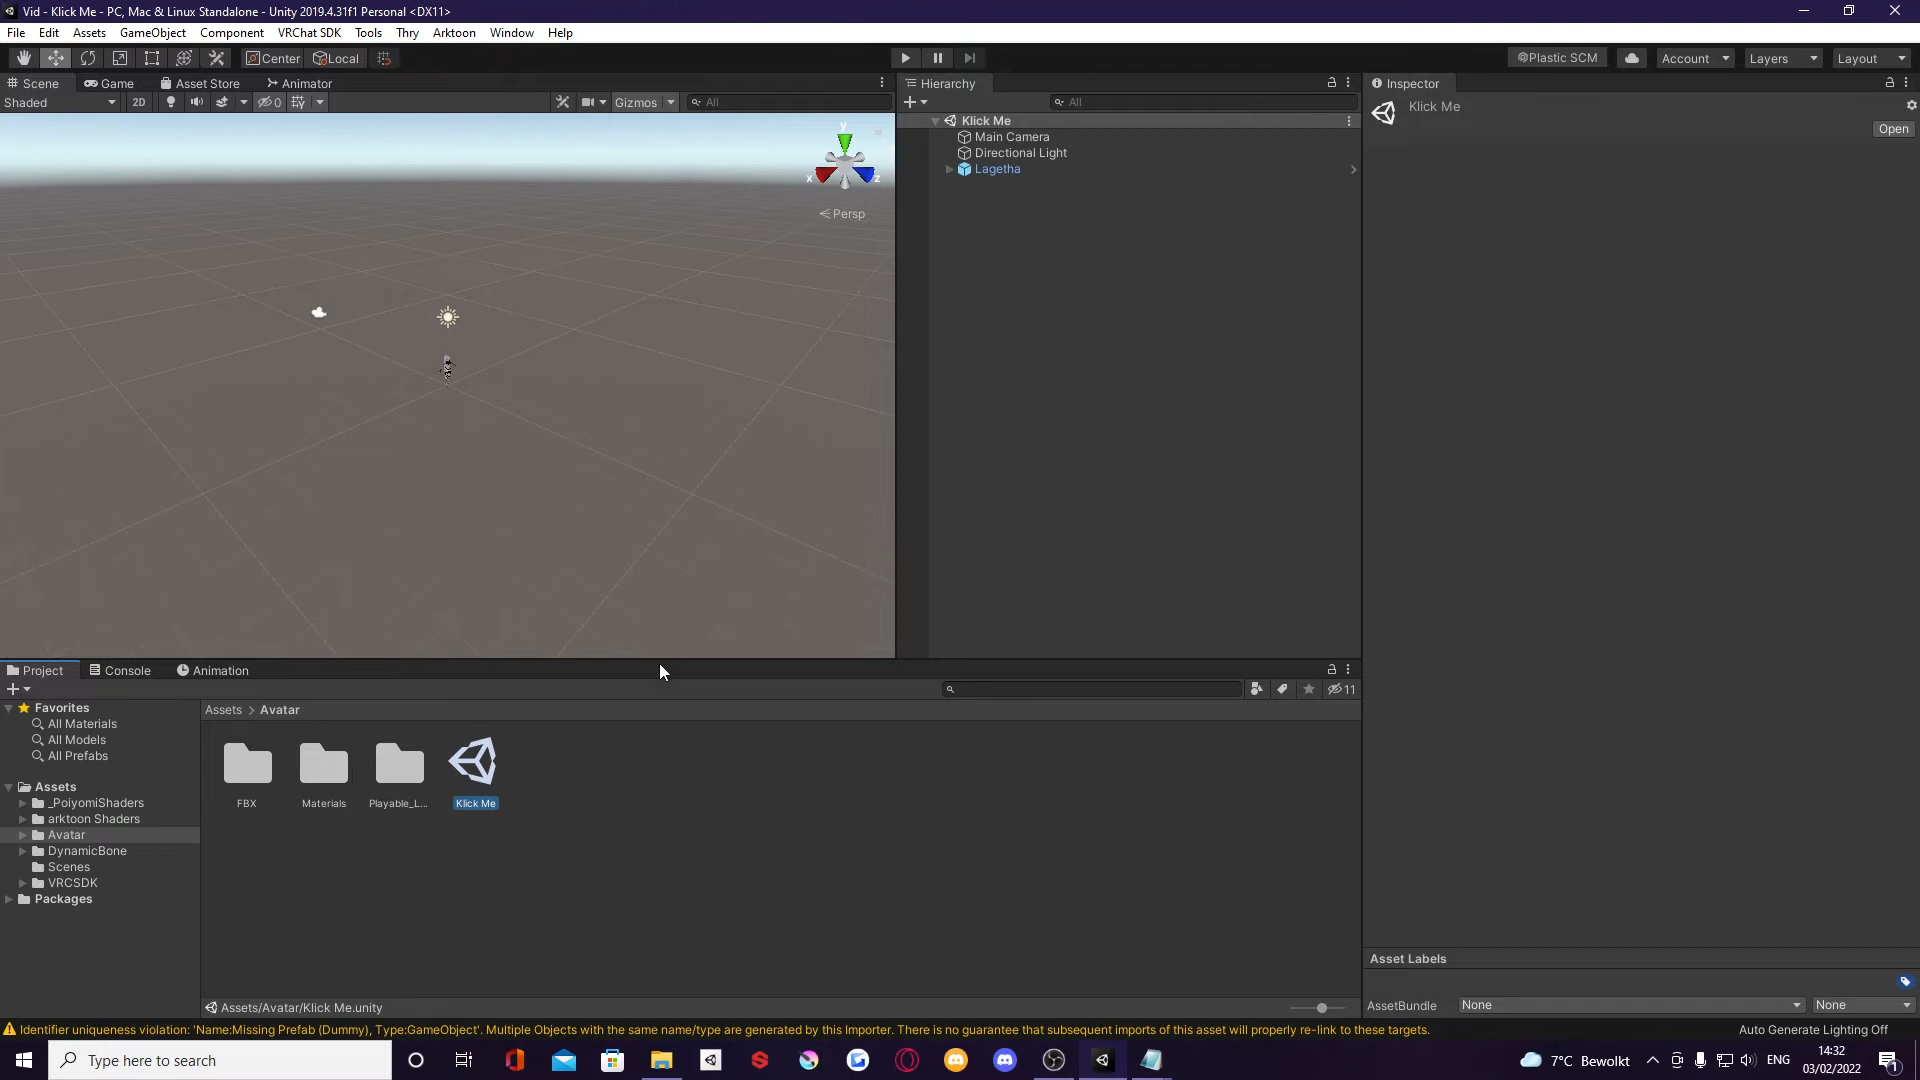 Vid - Klick Me - PC, Mac & Linux Standalone - Unity 2019.4.31f1 Personal <DX11>
File Edit Assets GameObject Component VRChat SDK Tools Thry Arktoon Window Help
Center Local Plastic SCM Account Layers Layout
Scene Game Asset Store Animator
Shaded 2D 0 Gizmos All
y
x z
Persp
Hierarchy
All
Klick Me
Main Camera
Directional Light
Lagetha
Inspector
Klick Me
Open
Project Console Animation
11
Favorites
All Materials
All Models
All Prefabs
Assets
_PoiyomiShaders
arktoon Shaders
Avatar
DynamicBone
Scenes
VRCSDK
Packages
Assets > Avatar
FBX Materials Playable_L... Klick Me
Assets/Avatar/Klick Me.unity
Asset Labels
AssetBundle None None
Identifier uniqueness violation: 'Name:Missing Prefab (Dummy), Type:GameObject'. Multiple Objects with the same name/type are generated by this Importer. There is no guarantee that subsequent imports of this asset will properly re-link to these targets.
Auto Generate Lighting Off
Type here to search
7°C Bewolkt
ENG
14:32
03/02/2022
1